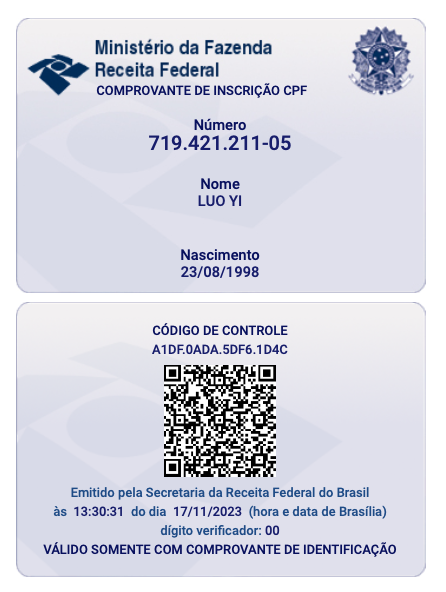 Ministério da Fazenda
Receita Federal
COMPROVANTE DE INSCRIÇÃO CPF
Número
719.421.211-05
Nome
LUO YI
Nascimento
23/08/1998
CÓDIGO DE CONTROLE
A1DF.0ADA.5DF6.1D4C
Emitido pela Secretaria da Receita Federal do Brasil
às 13:30:31 do dia 17/11/2023 (hora e data de Brasília)
dígito verificador: 00
VÁLIDO SOMENTE COM COMPROVANTE DE IDENTIFICAÇÃO